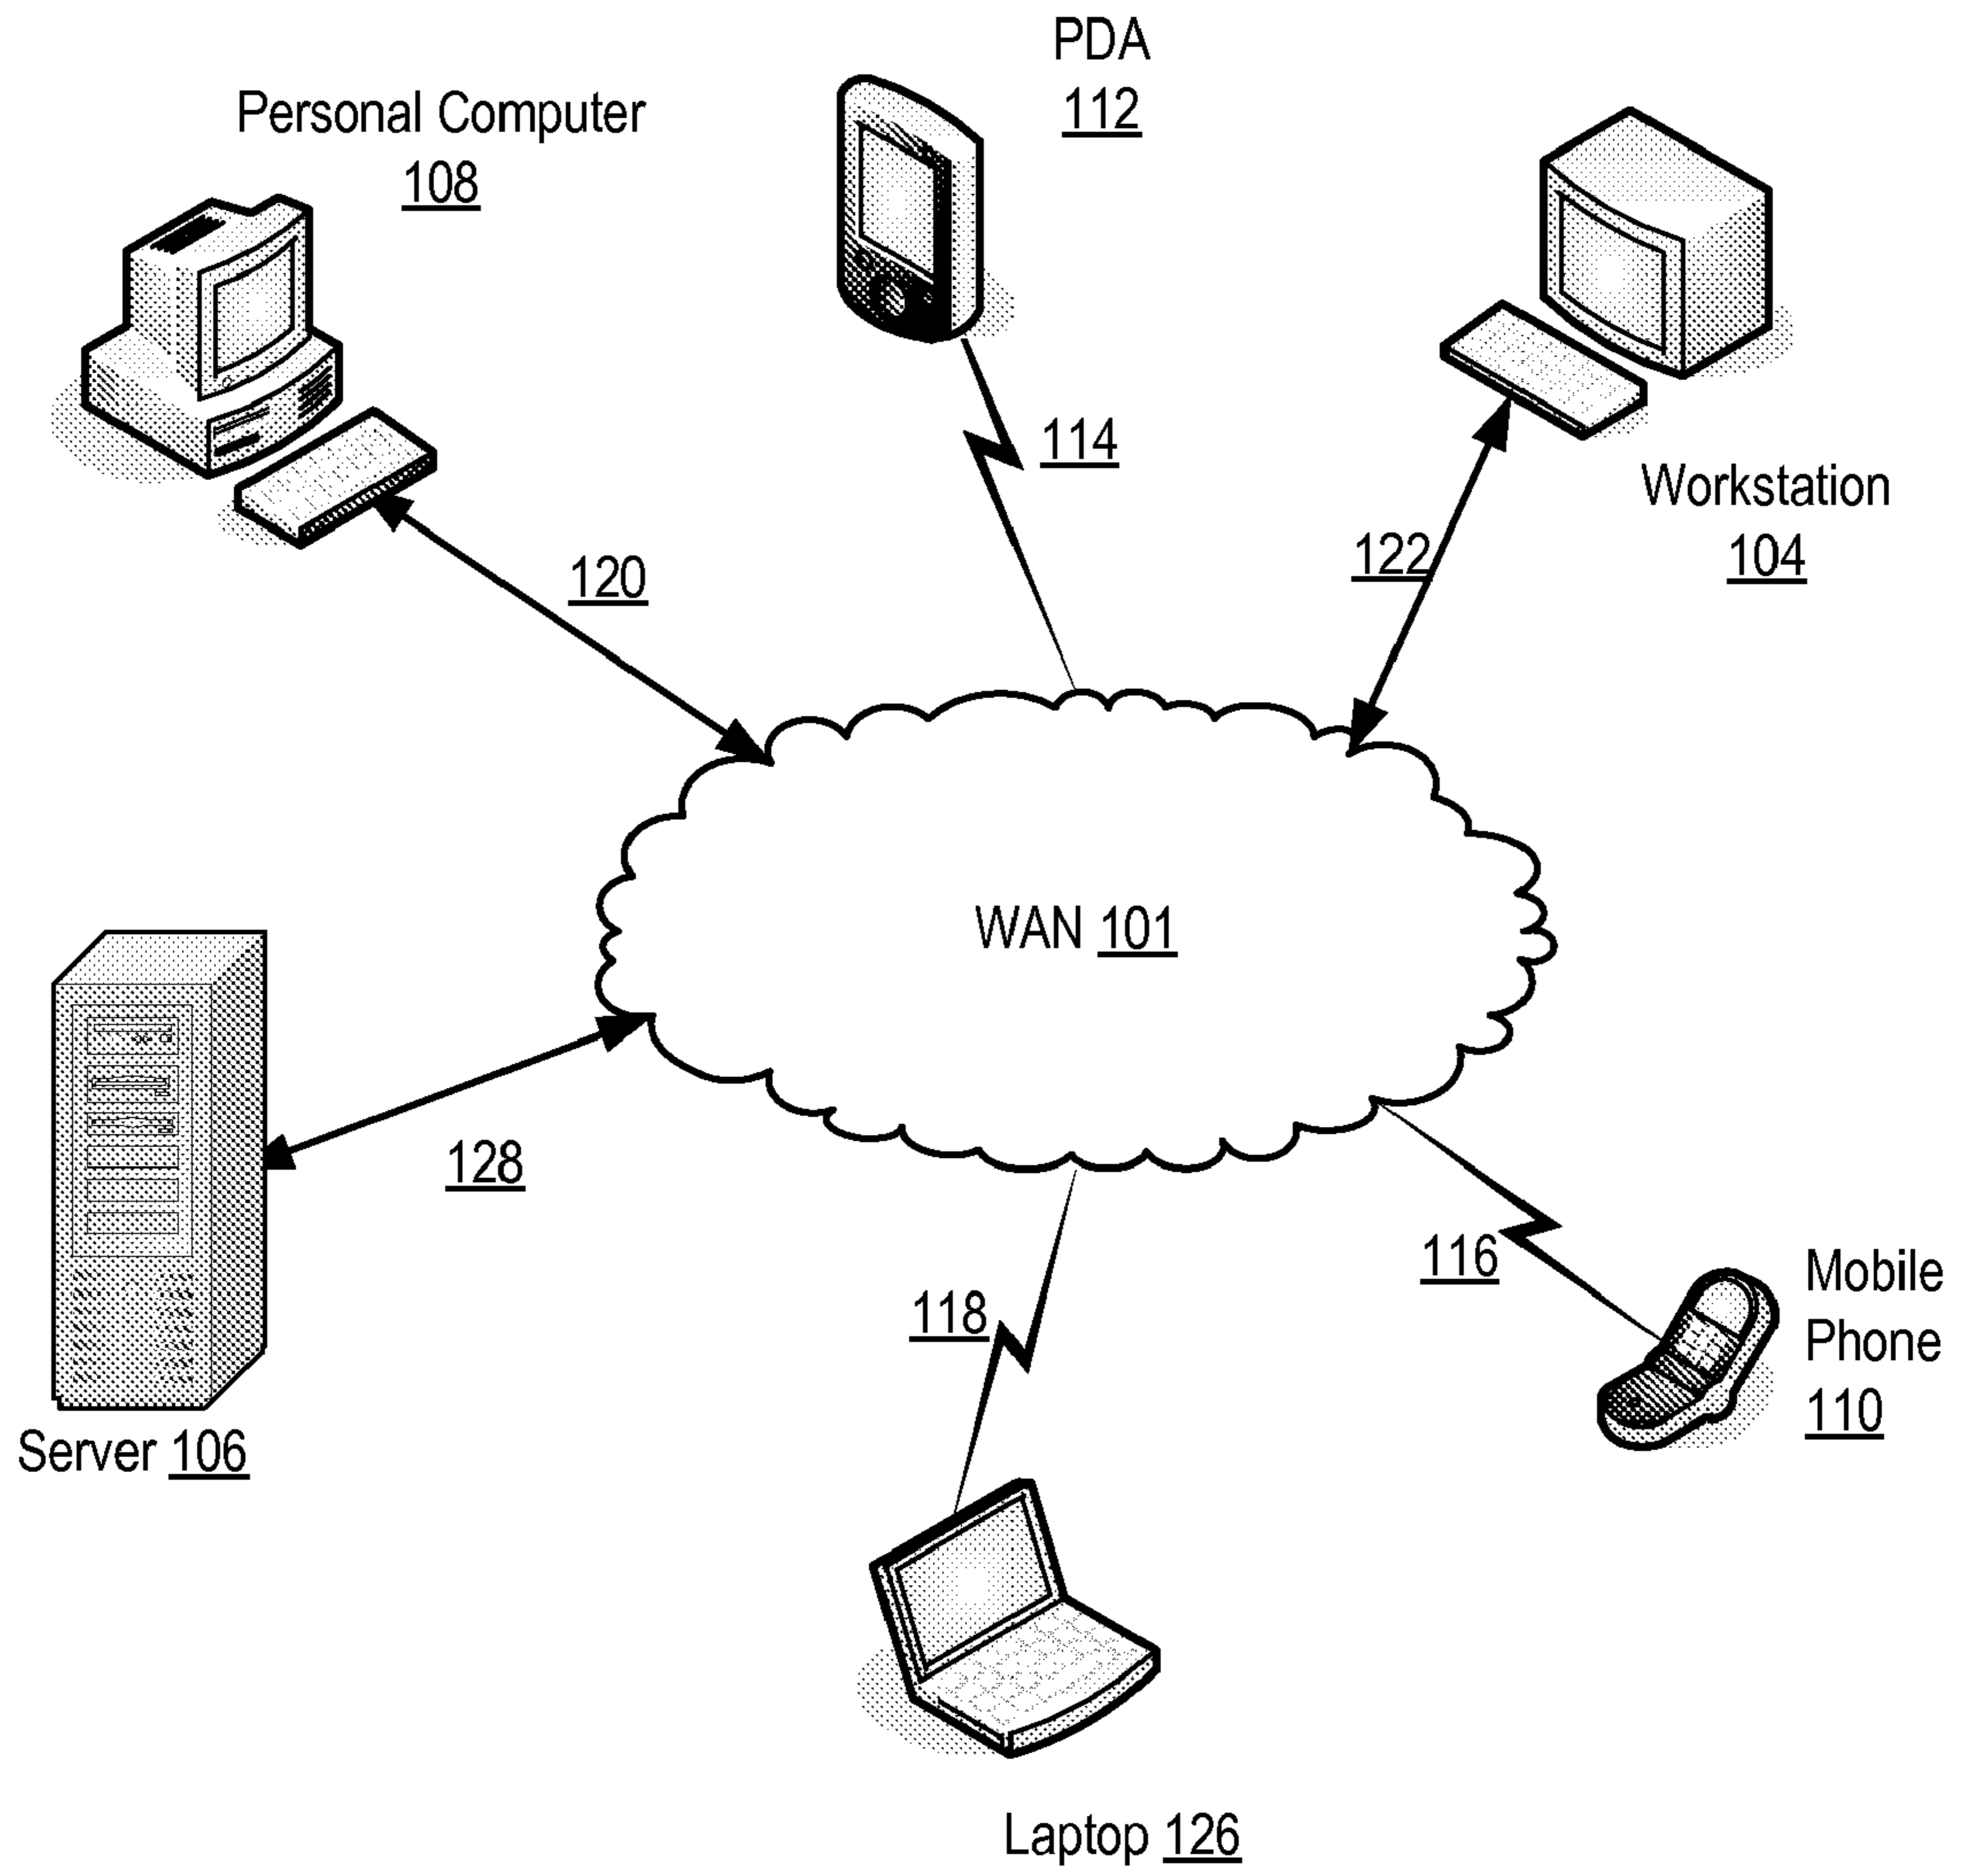 PDA
112
Personal Computer
108
114
Workstation
104
122
120
WAN 101
128
116
Mobile
Phone
110
118
Server 106
Laptop 126